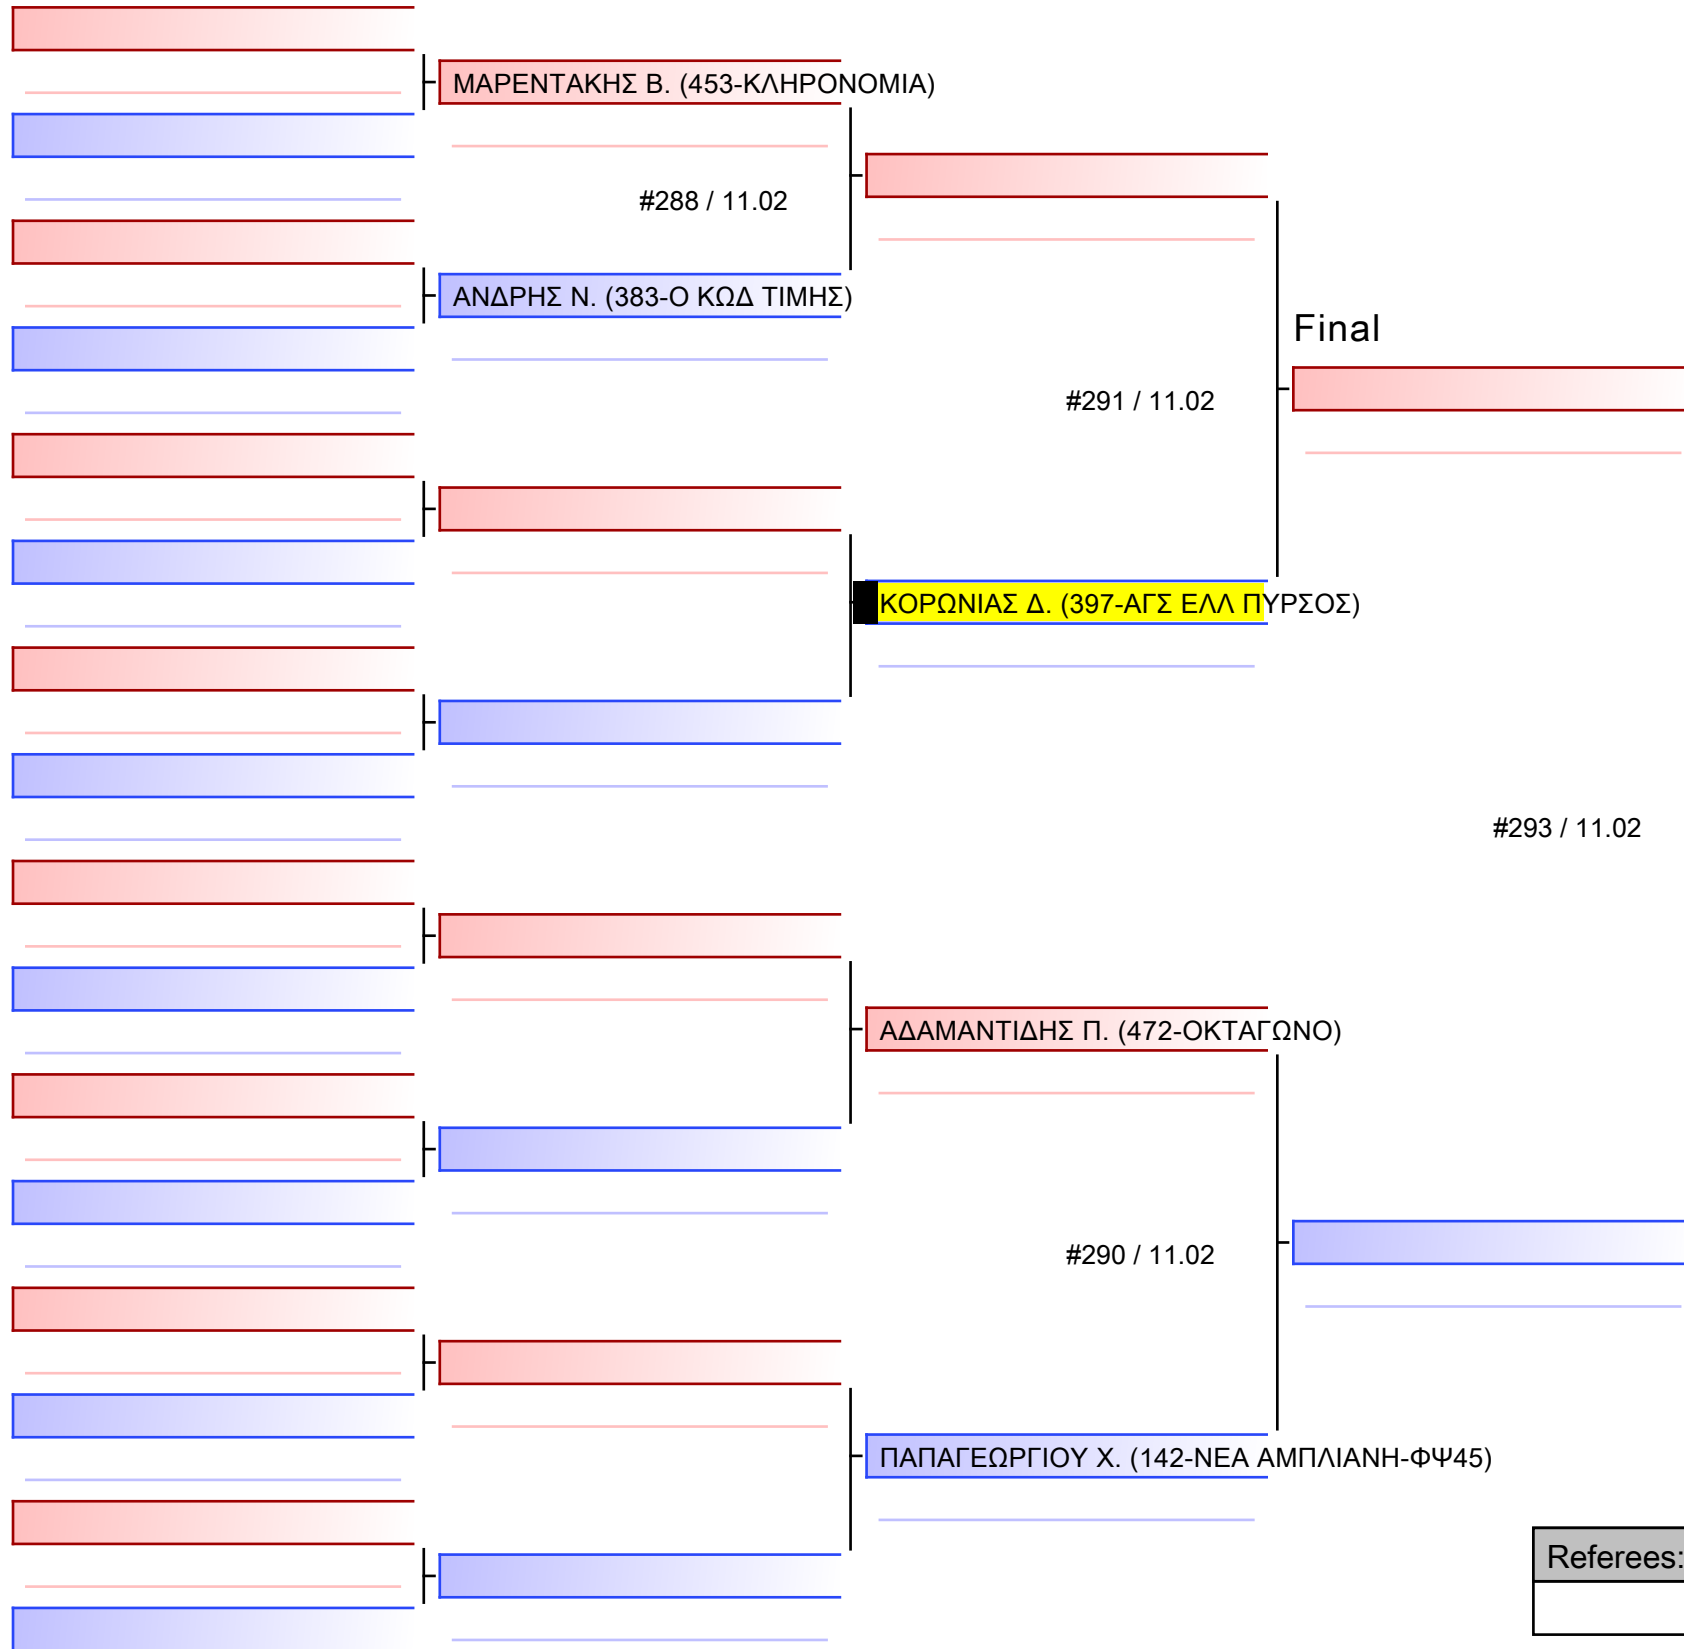 ΜΑΡΕΝΤΑΚΗΣ Β. (453-ΚΛΗΡΟΝΟΜΙΑ)
#288 / 11.02
ΑΝΔΡΗΣ Ν. (383-Ο ΚΩΔ ΤΙΜΗΣ)
Final
#291 / 11.02
ΚΟΡΩΝΙΑΣ Δ. (397-ΑΓΣ ΕΛΛ ΠΥΡΣΟΣ)
#293 / 11.02
ΑΔΑΜΑΝΤΙΔΗΣ Π. (472-ΟΚΤΑΓΩΝΟ)
#290 / 11.02
ΠΑΠΑΓΕΩΡΓΙΟΥ Χ. (142-ΝΕΑ ΑΜΠΛΙΑΝΗ-ΦΨ45)
Referees: